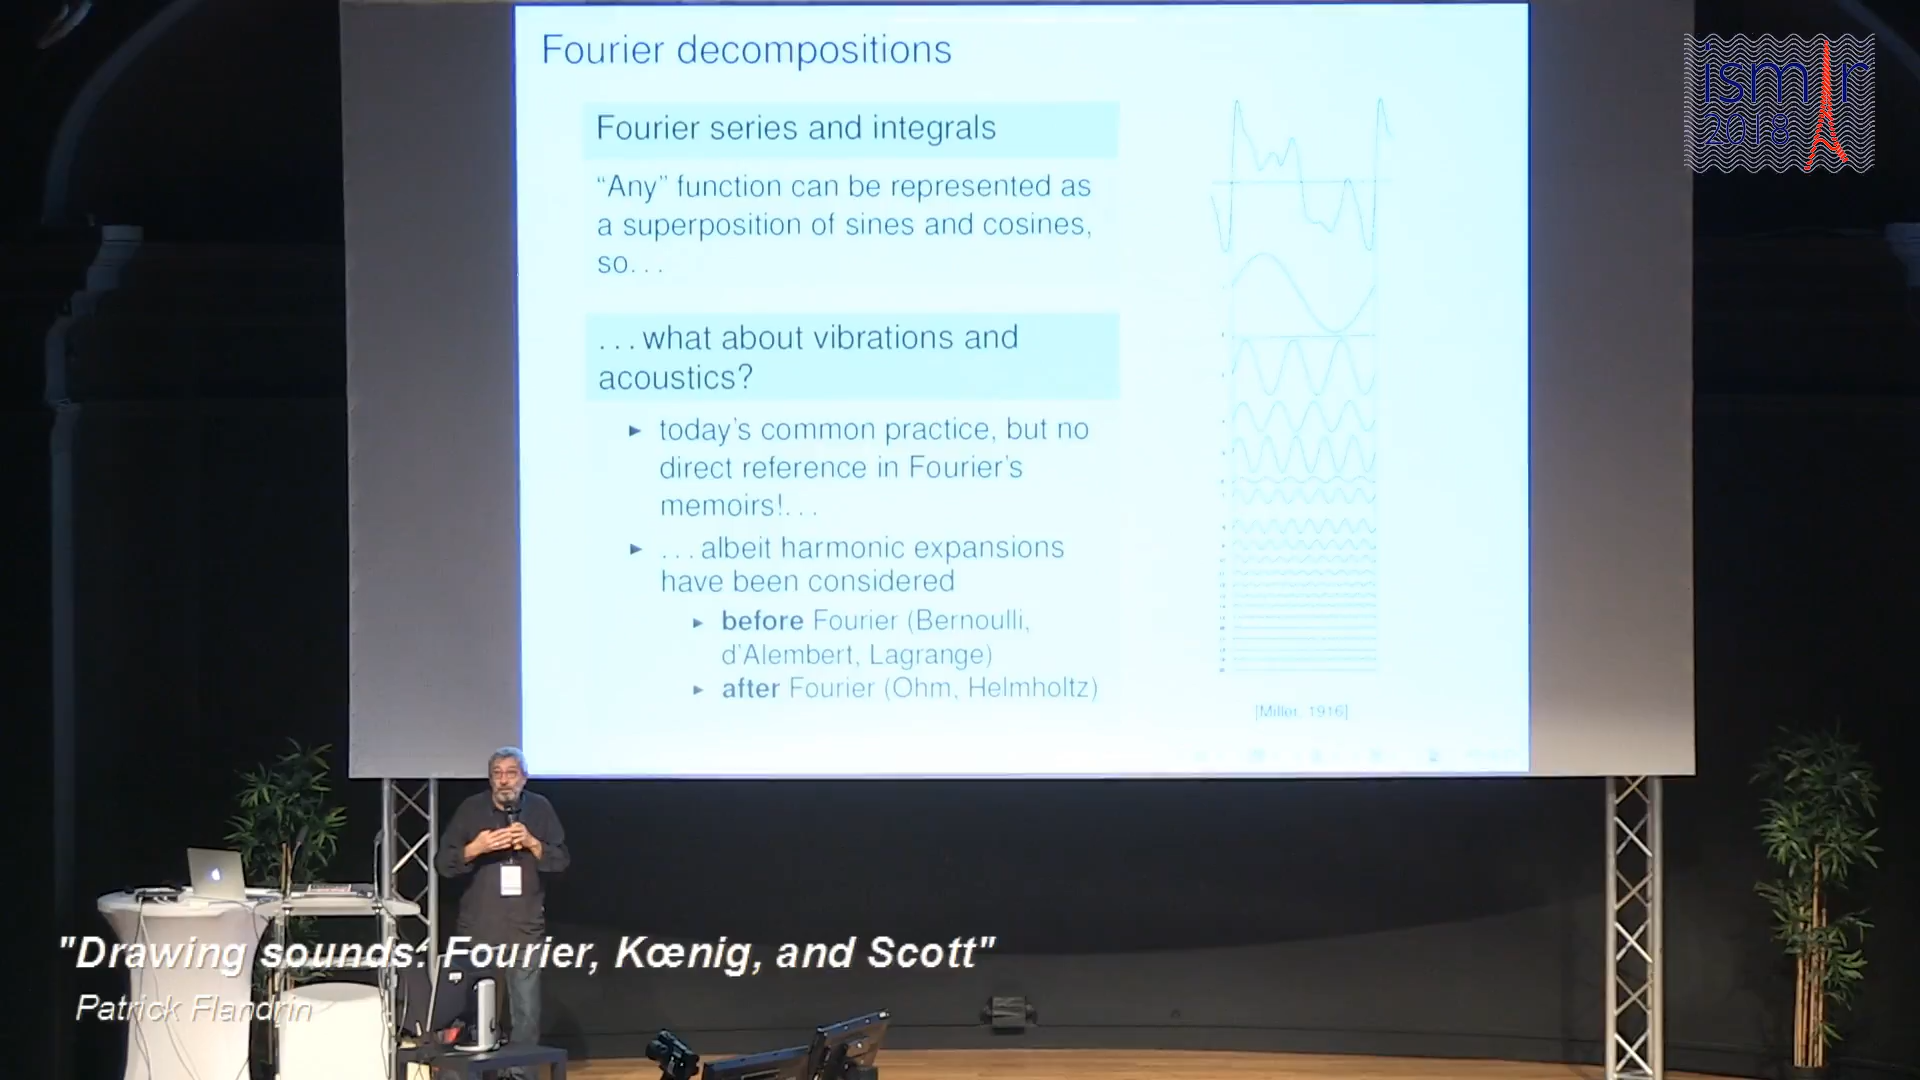 Fourier decompositions
Fourier series and integrals
“Any” function can be represented as
a superposition of sines and cosines,
so...
...what about vibrations and
acoustics?
► today's common practice, but no
direct reference in Fourier's
memoirs!...
► ...albeit harmonic expansions
have been considered
► before Fourier (Bernoulli,
d'Alembert, Lagrange)
► after Fourier (Ohm, Helmholtz)
[Miller, 1916]
ismir
2018
"Drawing sounds: Fourier, Kœnig, and Scott"
Patrick Flandrin